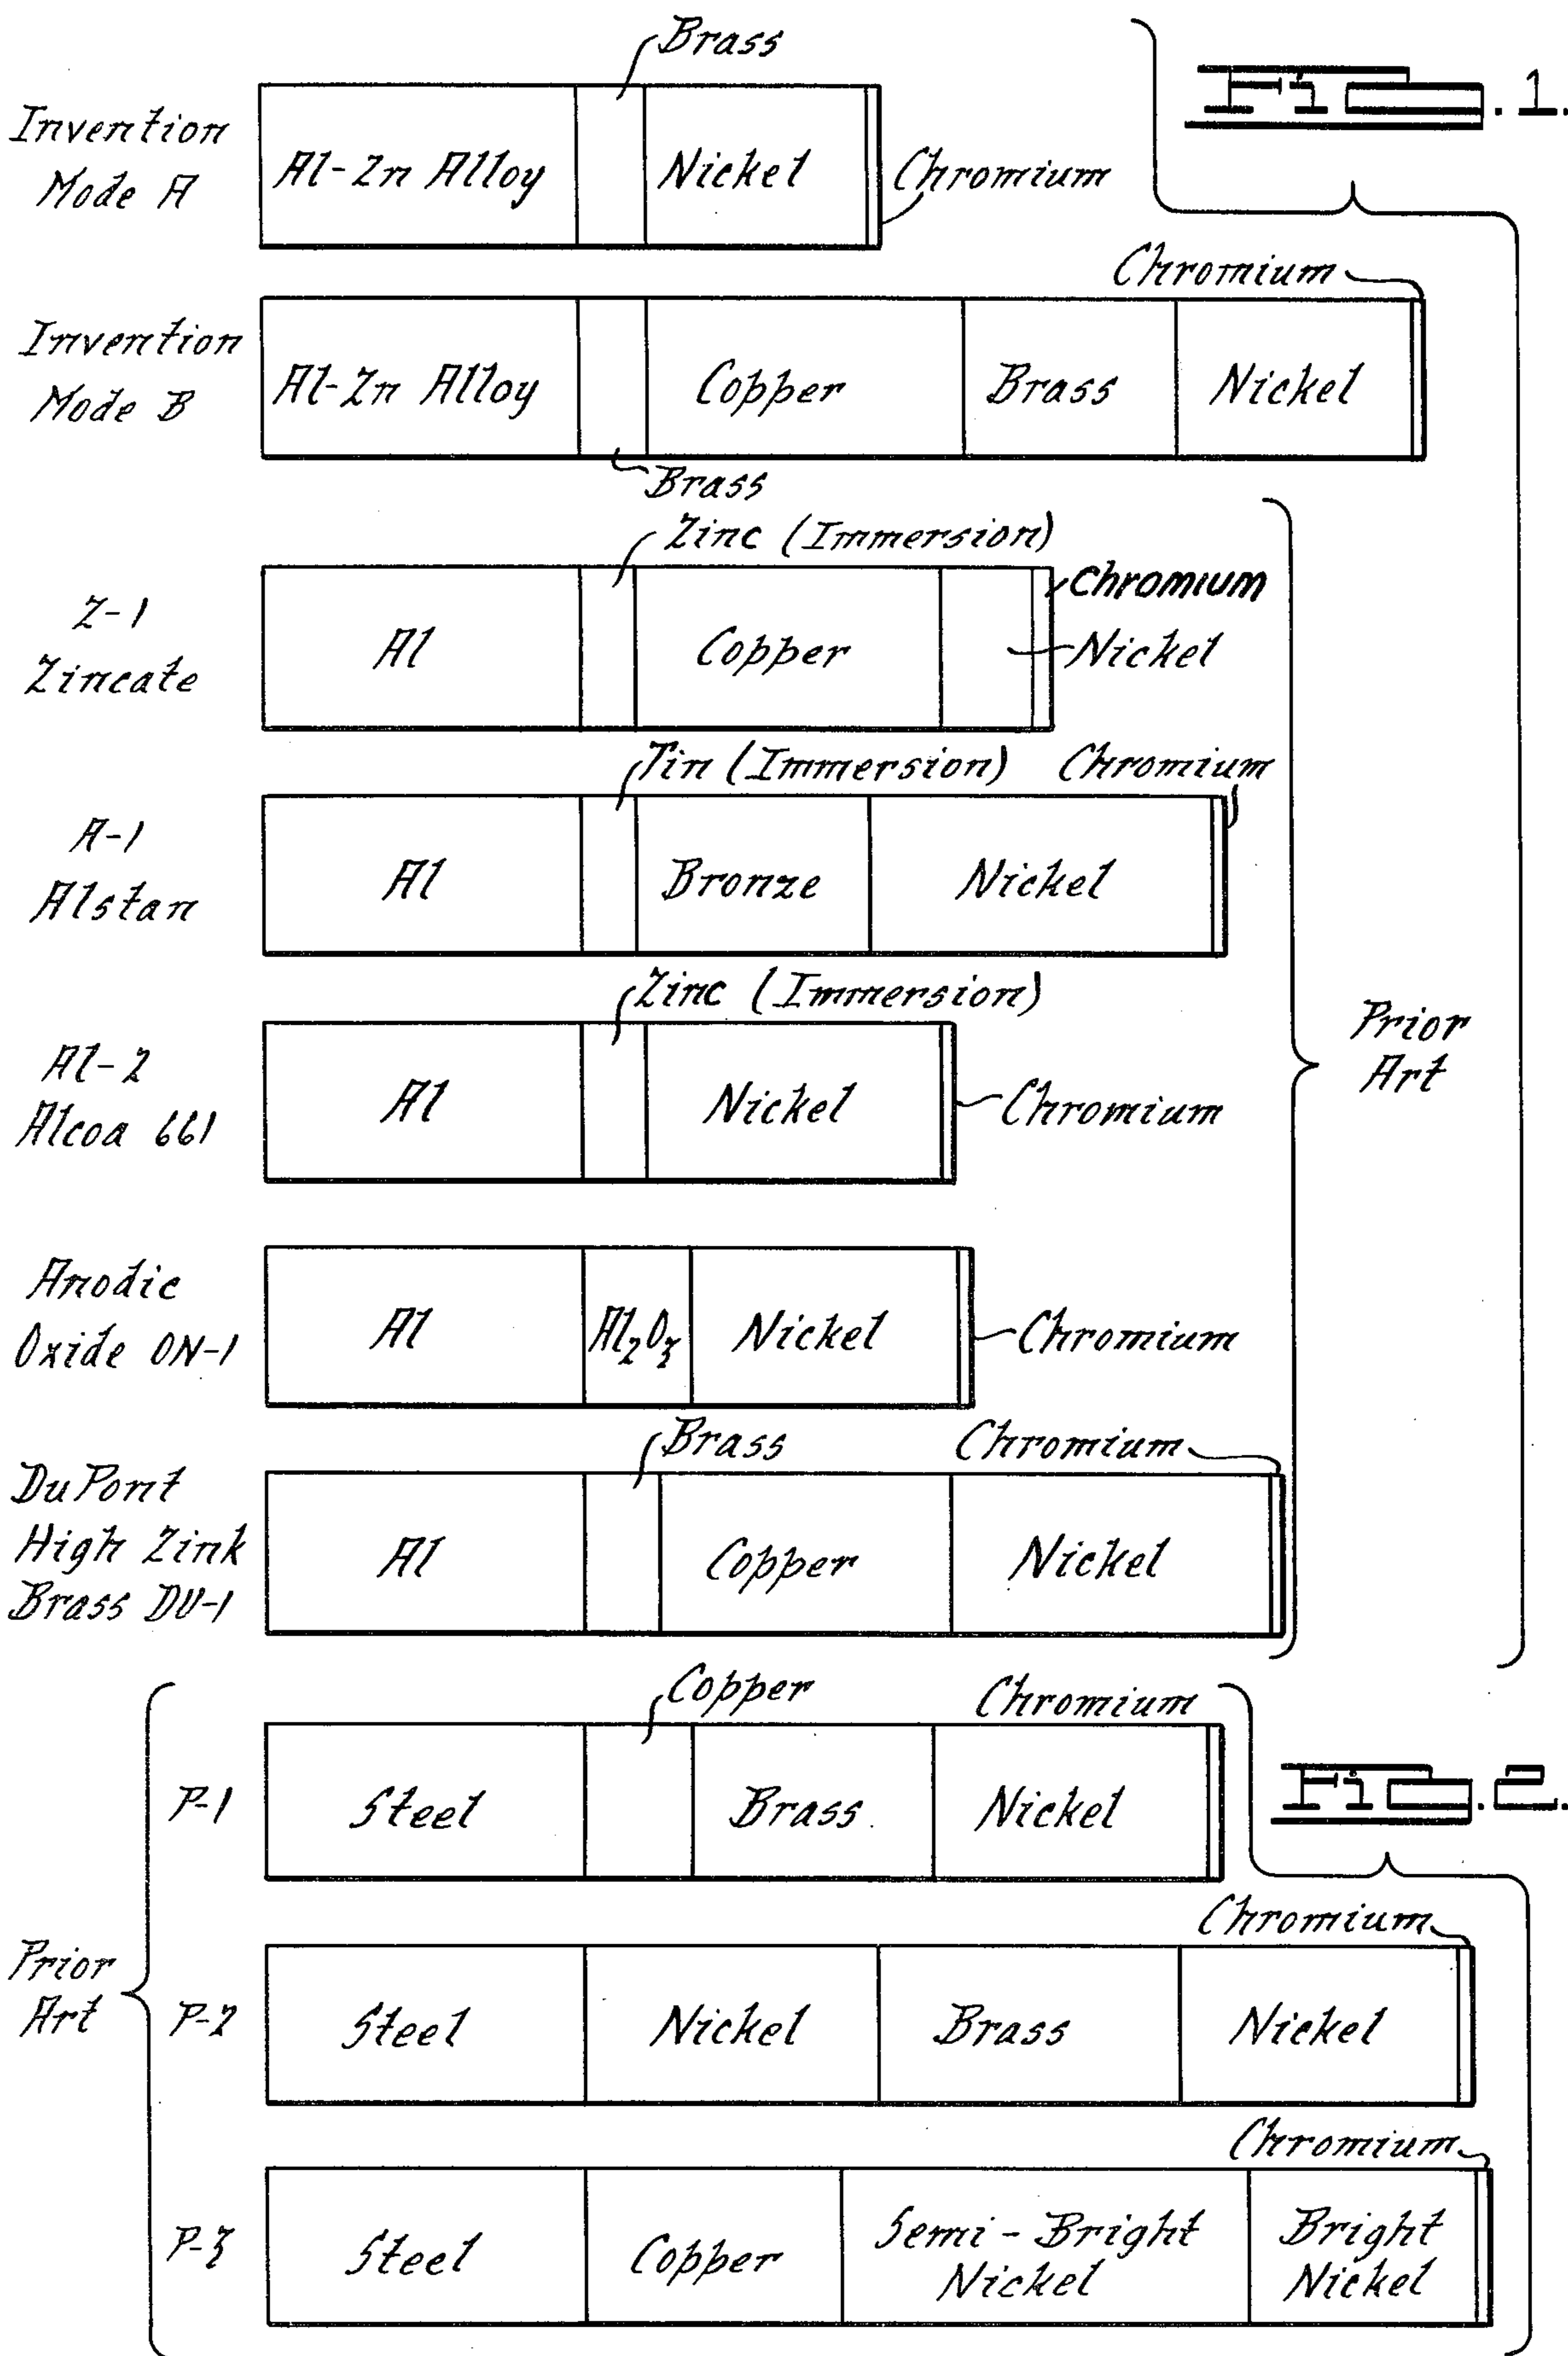 Fig. 1.
Invention
Mode A
Brass
Al-Zn Alloy
Nickel
Chromium
Invention
Mode B
Chromium
Al-Zn Alloy
Copper
Brass
Nickel
Brass
Z-1
Zincate
Zinc (Immersion)
Chromium
Al
Copper
Nickel
A-1
Alstan
Tin (Immersion)
Chromium
Al
Bronze
Nickel
Al-2
Alcoa 661
Zinc (Immersion)
Al
Nickel
Chromium
Prior
Art
Anodic
Oxide ON-1
Al
Al₂O₃
Nickel
Chromium
DuPont
High Zink
Brass DU-1
Brass
Chromium
Al
Copper
Nickel
Fig. 2.
Prior
Art
P-1
Copper
Chromium
Steel
Brass
Nickel
P-2
Chromium
Steel
Nickel
Brass
Nickel
P-3
Chromium
Steel
Copper
Semi-Bright
Nickel
Bright
Nickel